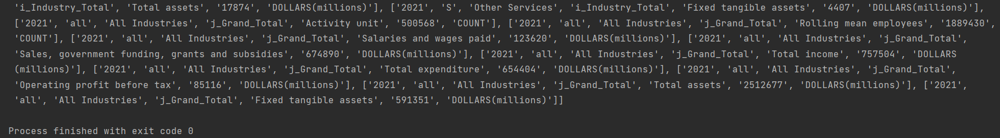 'i_Industry_Total', 'Total assets', '17874', 'DOLLARS(millions)'], ['2021', 'S', 'Other Services', 'i_Industry_Total', 'Fixed tangible assets', '4407', 'DOLLARS(millions)'],
['2021', 'all', 'All Industries', 'j_Grand_Total', 'Activity unit', '500568', 'COUNT'], ['2021', 'all', 'All Industries', 'j_Grand_Total', 'Rolling mean employees', '1889430',
'COUNT'], ['2021', 'all', 'All Industries', 'j_Grand_Total', 'Salaries and wages paid', '123620', 'DOLLARS(millions)'], ['2021', 'all', 'All Industries', 'j_Grand_Total',
'Sales, government funding, grants and subsidies', '674890', 'DOLLARS(millions)'], ['2021', 'all', 'All Industries', 'j_Grand_Total', 'Total income', '757504', 'DOLLARS
(millions)'], ['2021', 'all', 'All Industries', 'j_Grand_Total', 'Total expenditure', '654404', 'DOLLARS(millions)'], ['2021', 'all', 'All Industries', 'j_Grand_Total',
'Operating profit before tax', '85116', 'DOLLARS(millions)'], ['2021', 'all', 'All Industries', 'j_Grand_Total', 'Total assets', '2512677', 'DOLLARS(millions)'], ['2021',
'all', 'All Industries', 'j_Grand_Total', 'Fixed tangible assets', '591351', 'DOLLARS(millions)']]
Process finished with exit code 0